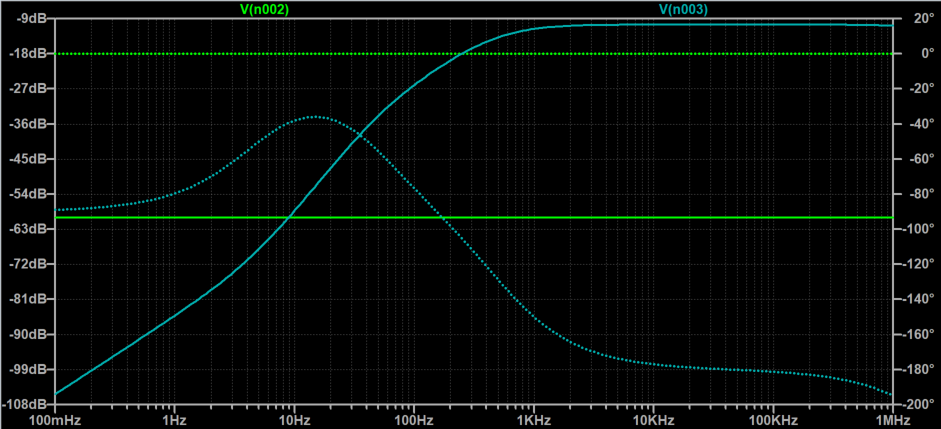 V(n002) V(n003)
-9dB 20°
-18dB 0°
-27dB -20°
-36dB -40°
-45dB -60°
-54dB -80°
-63dB -100°
-72dB -120°
-81dB -140°
-90dB -160°
-99dB -180°
-108dB -200°
100mHz 1Hz 10Hz 100Hz 1KHz 10KHz 100KHz 1MHz